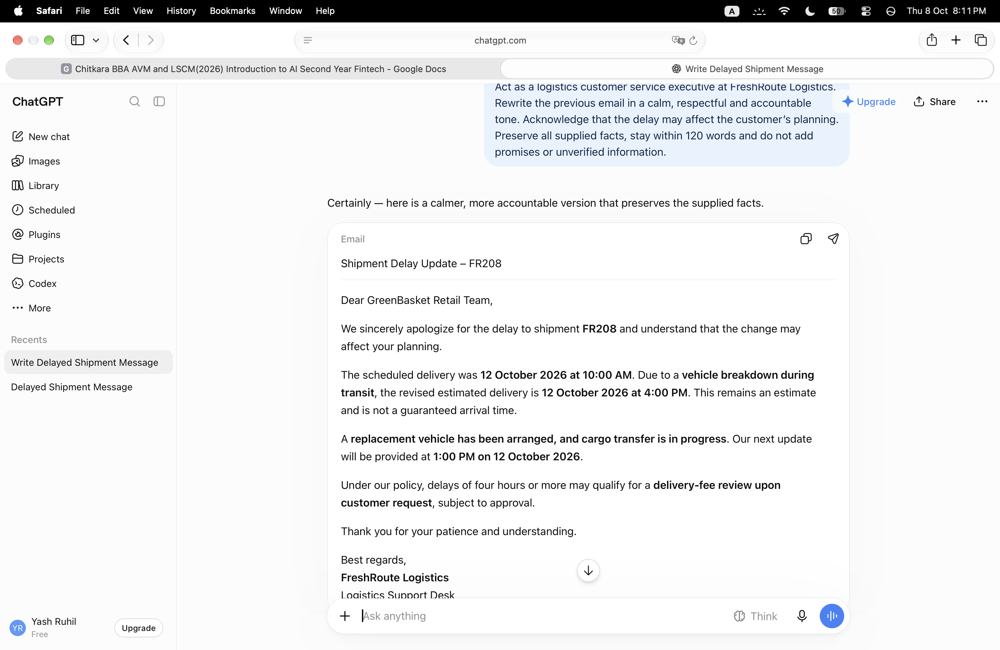 Safari File Edit View History Bookmarks Window Help
A 50 Thu 8 Oct 8:11 PM
chatgpt.com
G Chitkara BBA AVM and LSCM(2026) Introduction to AI Second Year Fintech - Google Docs
Write Delayed Shipment Message
ChatGPT
New chat
Images
Library
Scheduled
Plugins
Projects
Codex
More
Recents
Write Delayed Shipment Message
Delayed Shipment Message
YR Yash Ruhil
Free
Upgrade
Upgrade Share
Act as a logistics customer service executive at FreshRoute Logistics.
Rewrite the previous email in a calm, respectful and accountable
tone. Acknowledge that the delay may affect the customer’s planning.
Preserve all supplied facts, stay within 120 words and do not add
promises or unverified information.
Certainly — here is a calmer, more accountable version that preserves the supplied facts.
Email
Shipment Delay Update – FR208
Dear GreenBasket Retail Team,
We sincerely apologize for the delay to shipment FR208 and understand that the change may
affect your planning.
The scheduled delivery was 12 October 2026 at 10:00 AM. Due to a vehicle breakdown during
transit, the revised estimated delivery is 12 October 2026 at 4:00 PM. This remains an estimate
and is not a guaranteed arrival time.
A replacement vehicle has been arranged, and cargo transfer is in progress. Our next update
will be provided at 1:00 PM on 12 October 2026.
Under our policy, delays of four hours or more may qualify for a delivery-fee review upon
customer request, subject to approval.
Thank you for your patience and understanding.
Best regards,
FreshRoute Logistics
Logistics Support Desk
Ask anything
Think